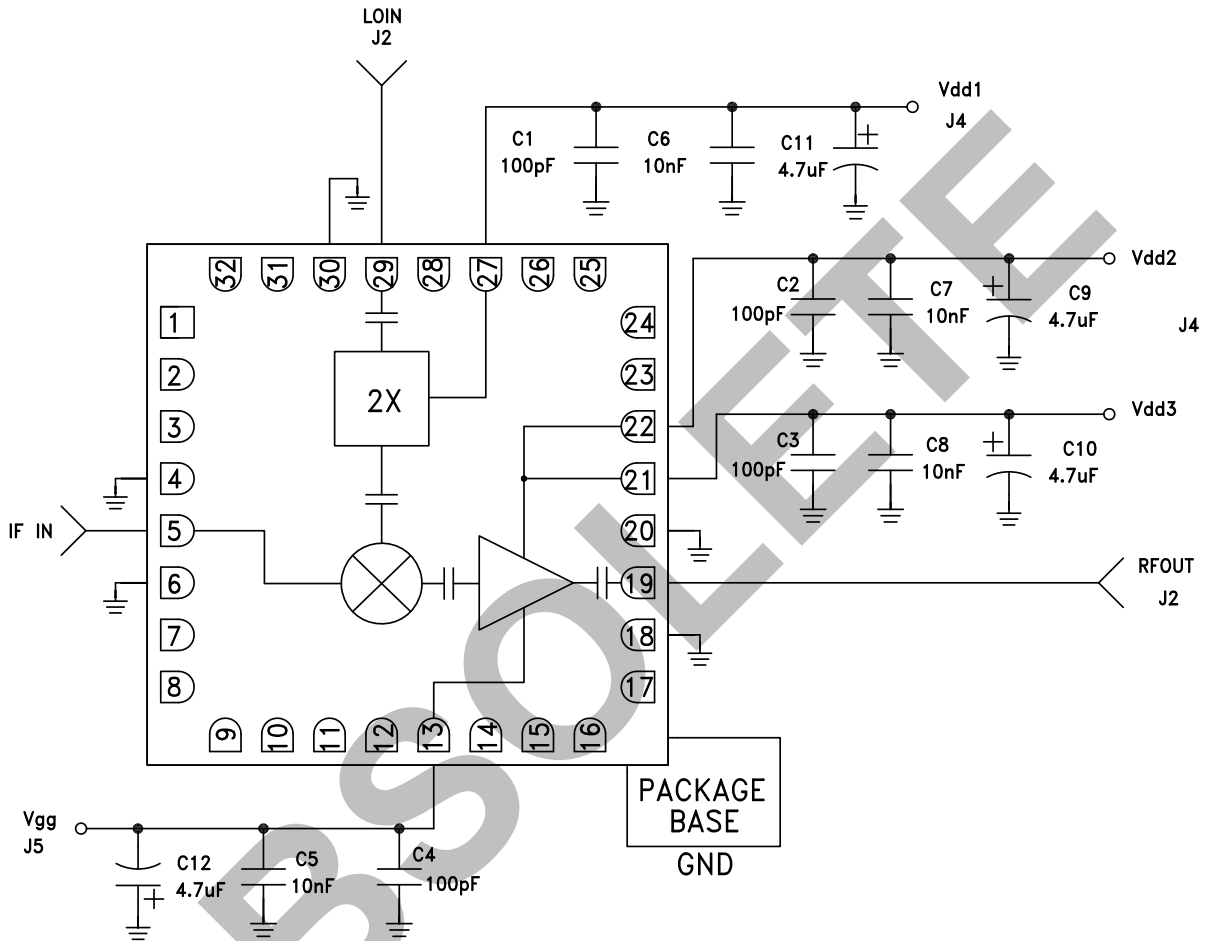 LOIN
J2
Vdd1
J4
C1
100pF
C6
10nF
C11
4.7uF
+
32
31
30
29
28
27
26
25
Vdd2
J4
C2
100pF
C7
10nF
+
C9
4.7uF
1
2
3
4
5
6
7
8
24
23
22
21
20
19
18
17
2X
Vdd3
C3
100pF
C8
10nF
+
C10
4.7uF
IF IN
RFOUT
J2
9
10
11
12
13
14
15
16
PACKAGE
BASE
GND
Vgg
J5
C12
4.7uF
+
C5
10nF
C4
100pF
BSOLETE